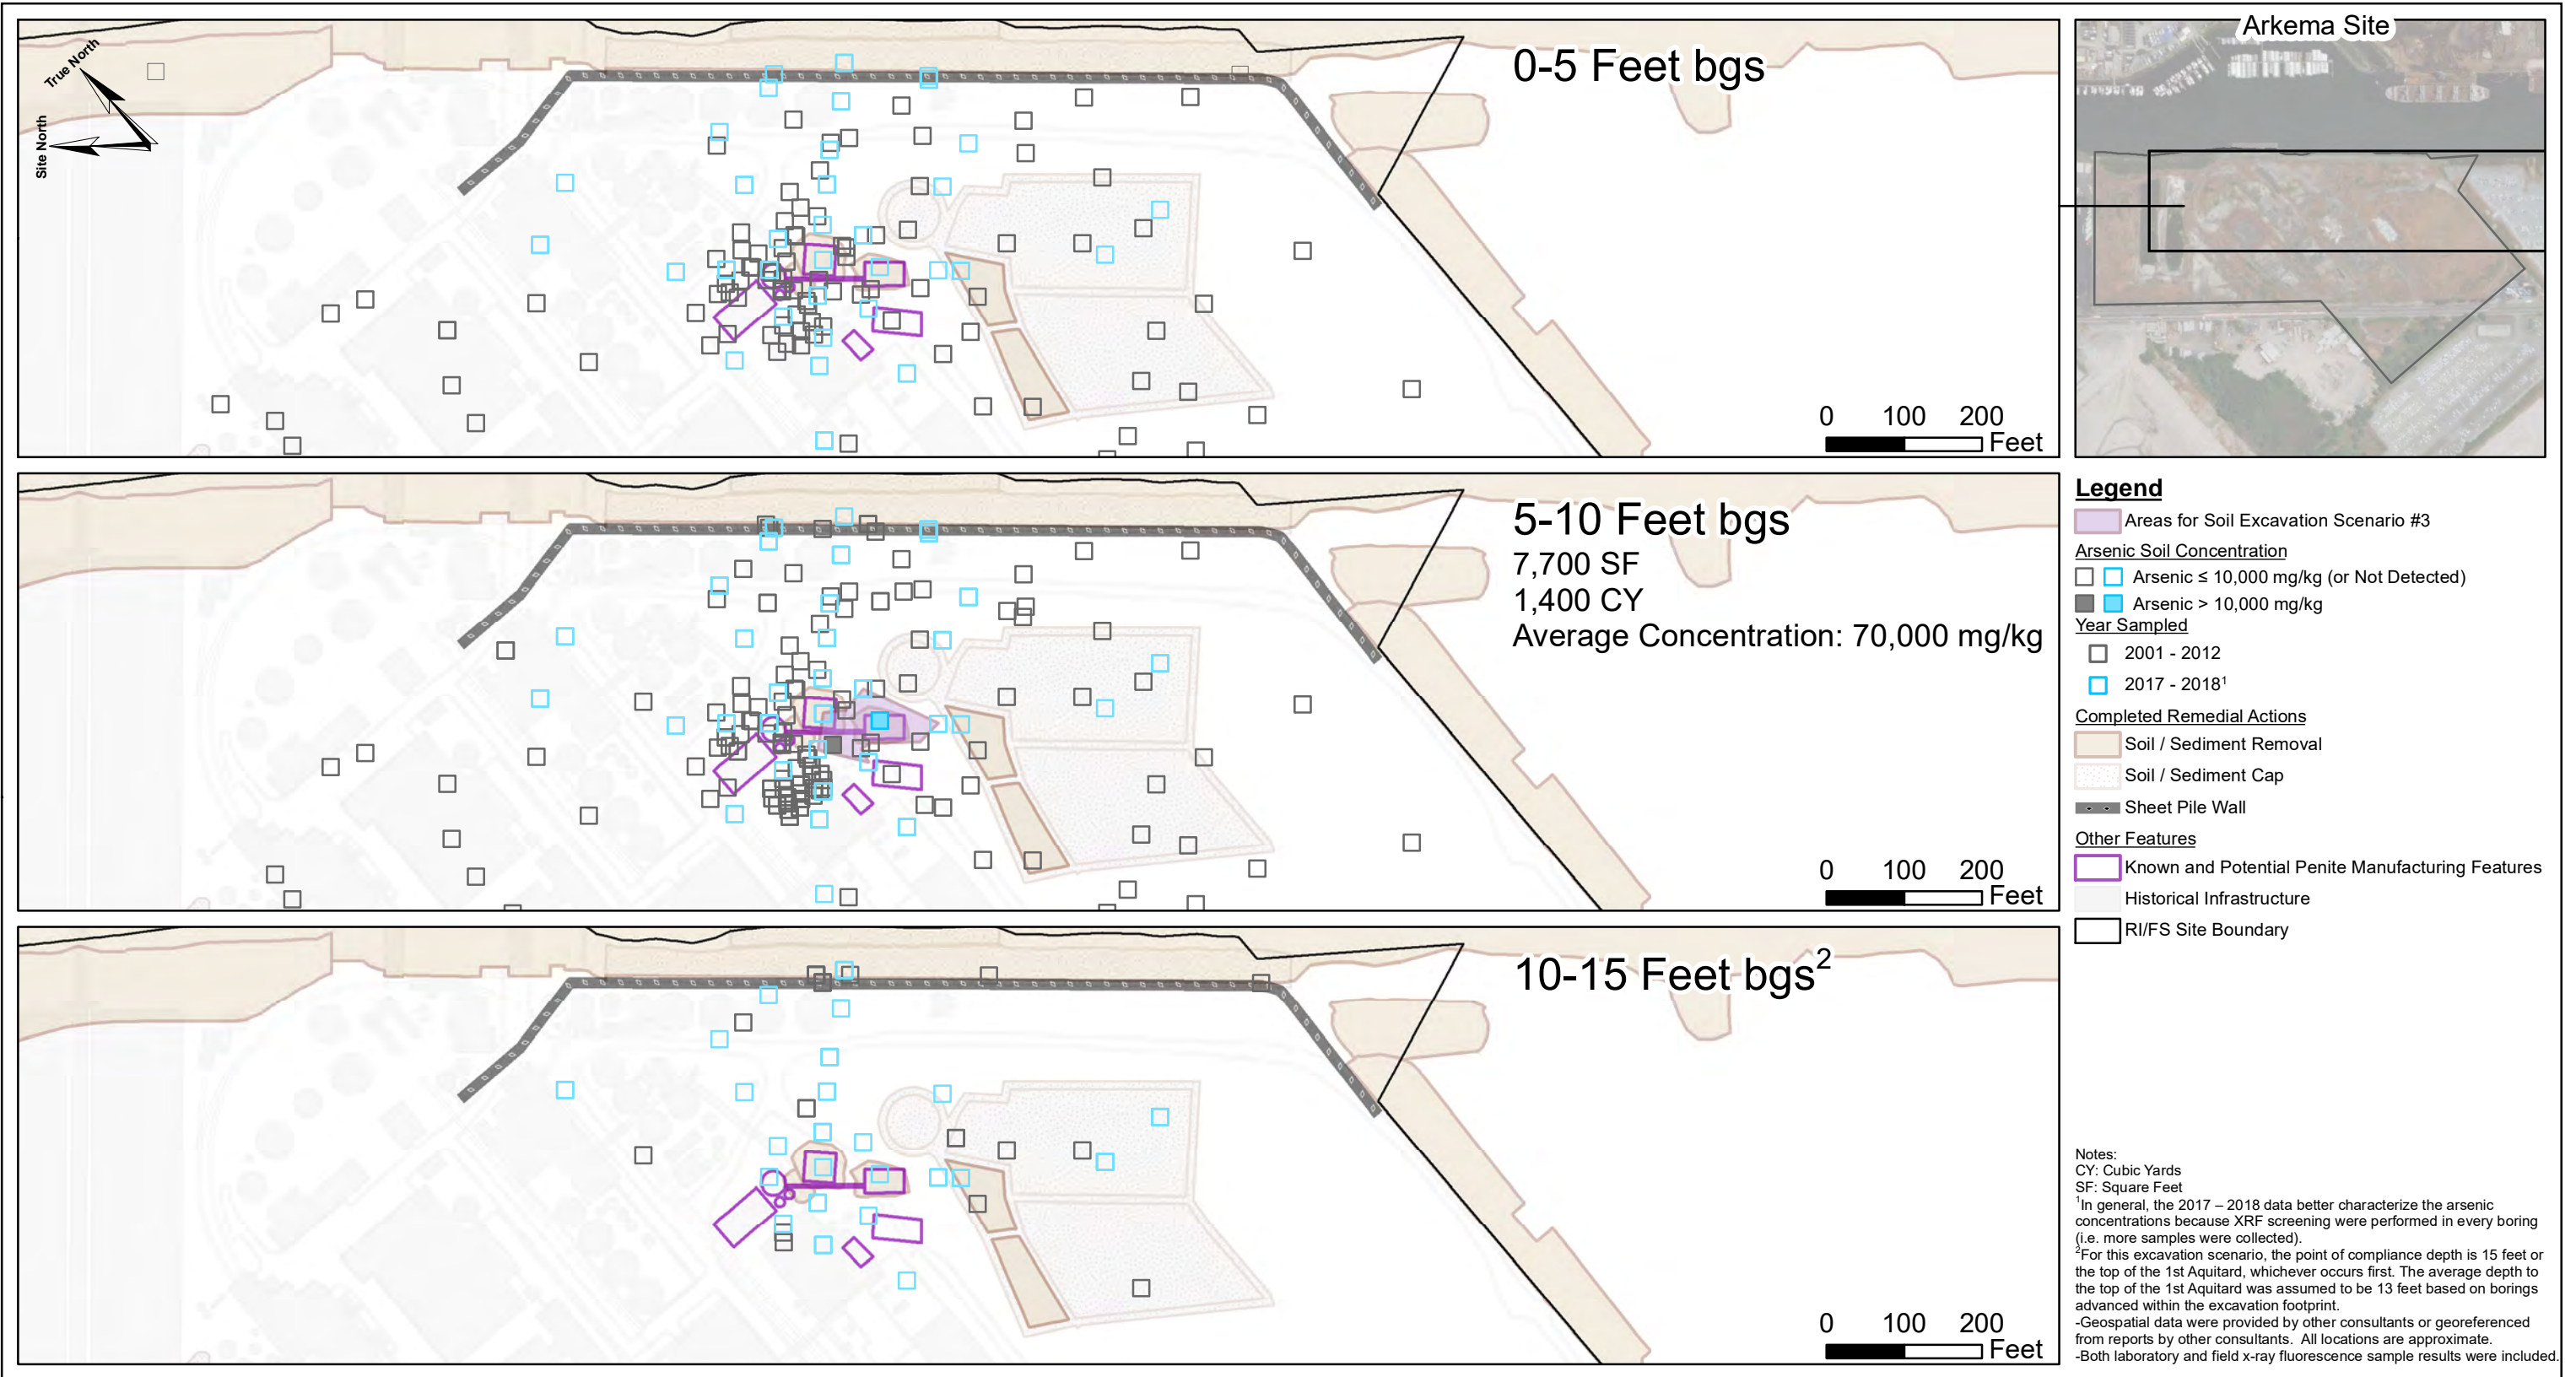 True North
Site North
0-5 Feet bgs
0 100 200
Feet
Arkema Site
5-10 Feet bgs
7,700 SF
1,400 CY
Average Concentration: 70,000 mg/kg
0 100 200
Feet
10-15 Feet bgs²
0 100 200
Feet
Legend
Areas for Soil Excavation Scenario #3
Arsenic Soil Concentration
Arsenic ≤ 10,000 mg/kg (or Not Detected)
Arsenic > 10,000 mg/kg
Year Sampled
2001 - 2012
2017 - 2018¹
Completed Remedial Actions
Soil / Sediment Removal
Soil / Sediment Cap
Sheet Pile Wall
Other Features
Known and Potential Penite Manufacturing Features
Historical Infrastructure
RI/FS Site Boundary
Notes:
CY: Cubic Yards
SF: Square Feet
¹In general, the 2017 – 2018 data better characterize the arsenic
concentrations because XRF screening were performed in every boring
(i.e. more samples were collected).
²For this excavation scenario, the point of compliance depth is 15 feet or
the top of the 1st Aquitard, whichever occurs first. The average depth to
the top of the 1st Aquitard was assumed to be 13 feet based on borings
advanced within the excavation footprint.
-Geospatial data were provided by other consultants or georeferenced
from reports by other consultants. All locations are approximate.
-Both laboratory and field x-ray fluorescence sample results were included.